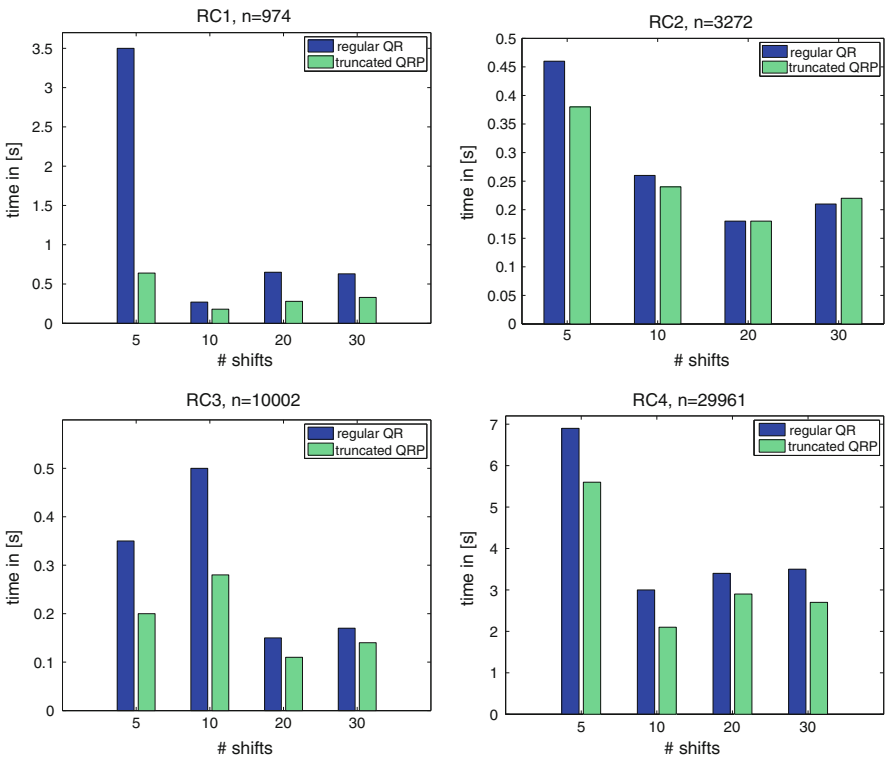 RC1, n=974
regular QR
truncated QRP
3.5
3
2.5
2
1.5
1
0.5
0
time in [s]
5 10 20 30
# shifts
RC2, n=3272
regular QR
truncated QRP
0.5
0.45
0.4
0.35
0.3
0.25
0.2
0.15
0.1
0.05
0
time in [s]
5 10 20 30
# shifts
RC3, n=10002
regular QR
truncated QRP
0.5
0.4
0.3
0.2
0.1
0
time in [s]
5 10 20 30
# shifts
RC4, n=29961
regular QR
truncated QRP
7
6
5
4
3
2
1
0
time in [s]
5 10 20 30
# shifts